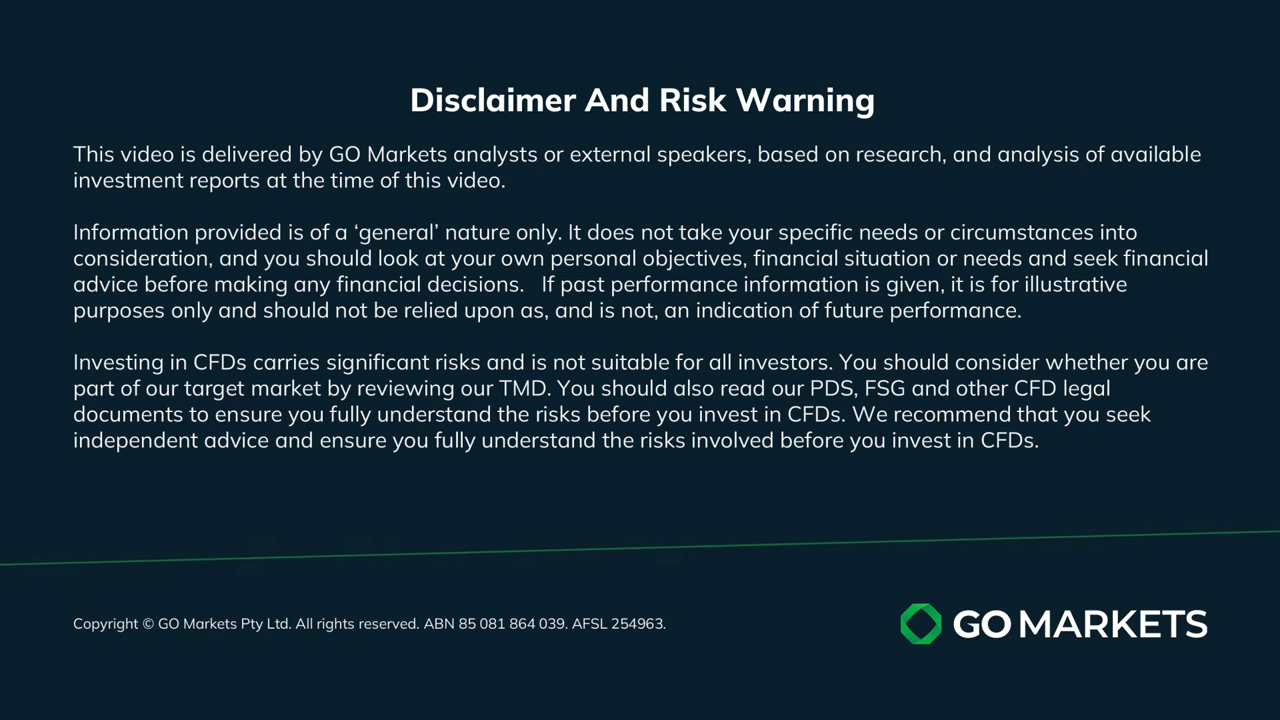 Disclaimer And Risk Warning
This video is delivered by GO Markets analysts or external speakers, based on research, and analysis of available
investment reports at the time of this video.
Information provided is of a ‘general’ nature only. It does not take your specific needs or circumstances into
consideration, and you should look at your own personal objectives, financial situation or needs and seek financial
advice before making any financial decisions.   If past performance information is given, it is for illustrative
purposes only and should not be relied upon as, and is not, an indication of future performance.
Investing in CFDs carries significant risks and is not suitable for all investors. You should consider whether you are
part of our target market by reviewing our TMD. You should also read our PDS, FSG and other CFD legal
documents to ensure you fully understand the risks before you invest in CFDs. We recommend that you seek
independent advice and ensure you fully understand the risks involved before you invest in CFDs.
Copyright © GO Markets Pty Ltd. All rights reserved. ABN 85 081 864 039. AFSL 254963.
GO MARKETS